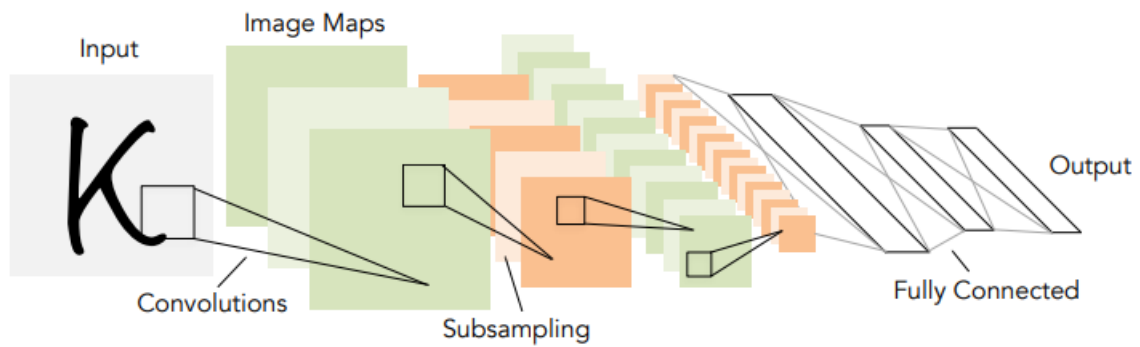 Image Maps
Input
K
Output
Fully Connected
Convolutions
Subsampling